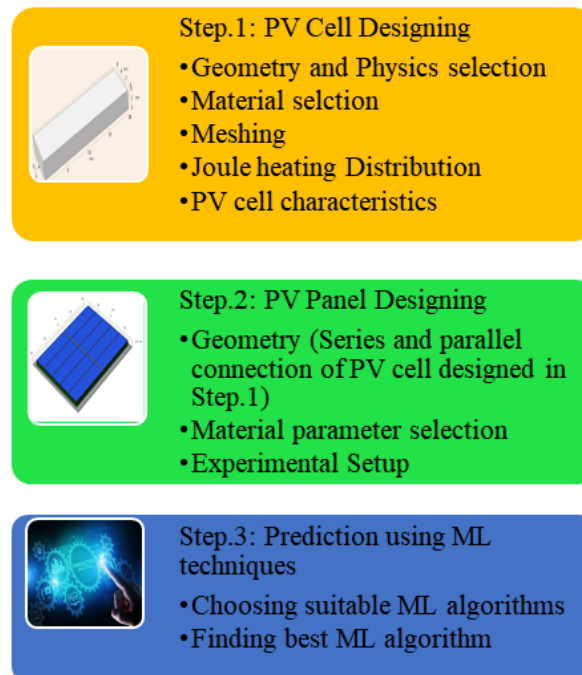 Step.1: PV Cell Designing
•Geometry and Physics selection
•Material selction
•Meshing
•Joule heating Distribution
•PV cell characteristics
Step.2: PV Panel Designing
•Geometry (Series and parallel
connection of PV cell designed in
Step.1)
•Material parameter selection
•Experimental Setup
Step.3: Prediction using ML
techniques
•Choosing suitable ML algorithms
•Finding best ML algorithm